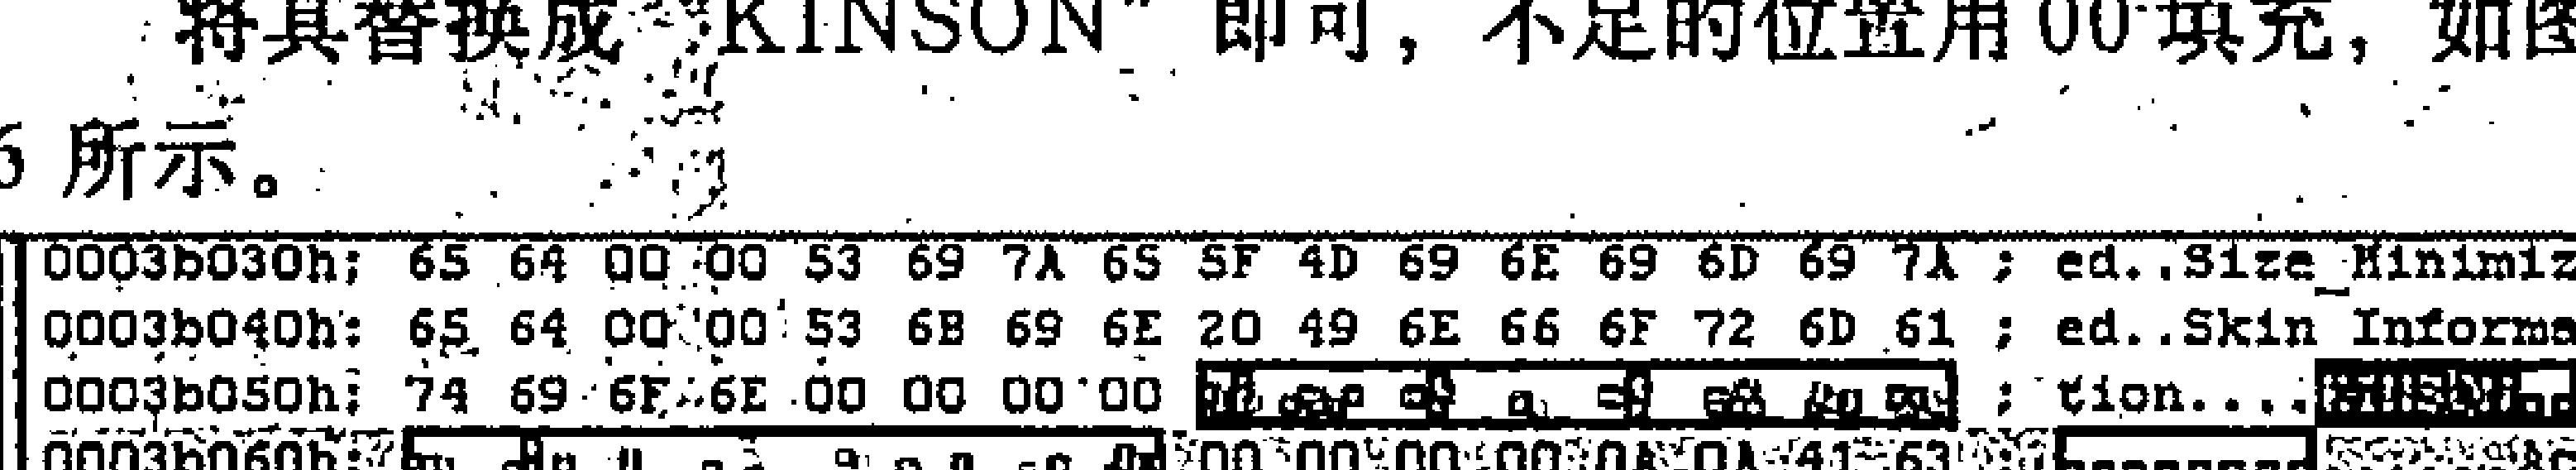 将其替换成“KINSON”即可，不足的位置用00填充，如图
6 所示。
0003b030h; 65 64 00 00 53 69 7A 65 5F 4D 69 6E 69 6D 69 7A ; ed..Size_Minimiz
0003b040h: 65 64 00 00 53 6B 69 6E 20 49 6E 66 6F 72 6D 61 ; ed..Skin Informa
0003b050h; 74 69 6F 6E 00 00 00 00 ; tion....
0003b060h: 00 00 00 00 0A 0A 41 63